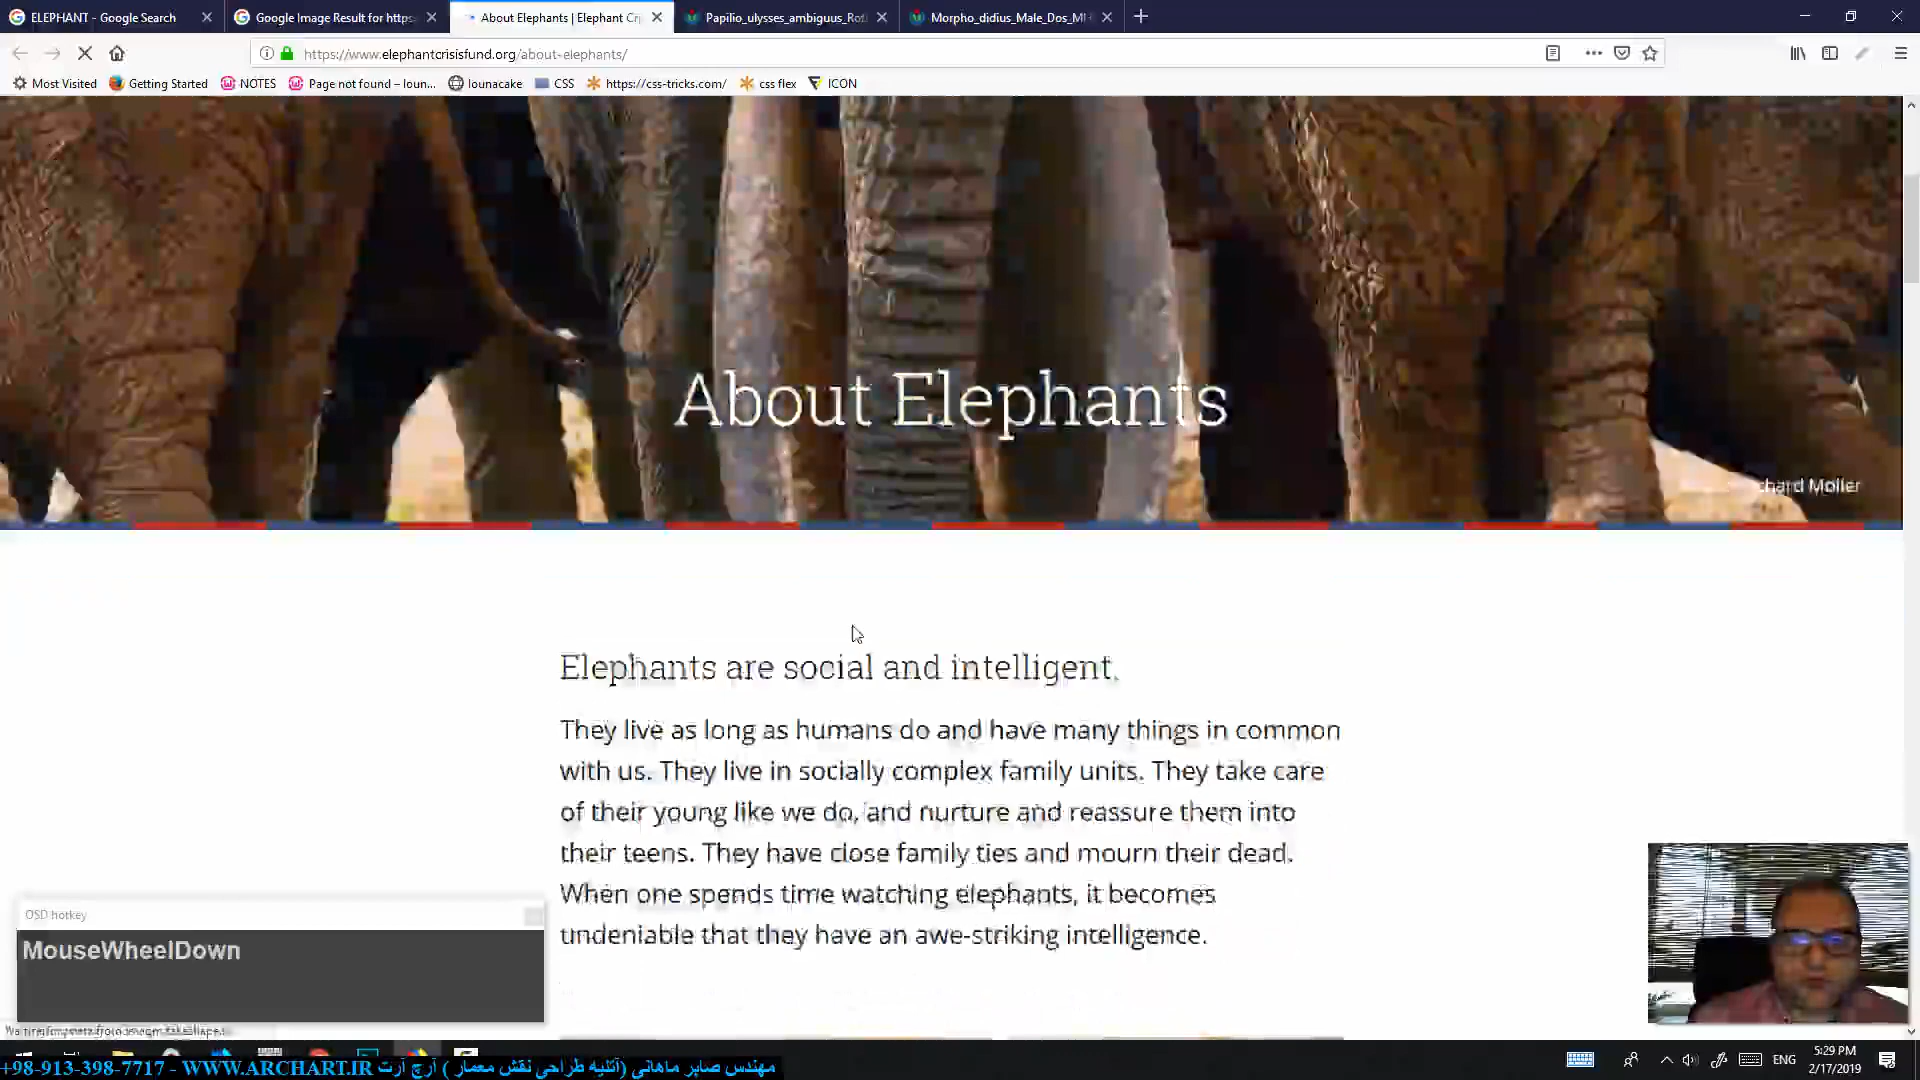 ELEPHANT - Google Search
Google Image Result for https:
About Elephants | Elephant Cri
Papilio_ulysses_ambiguus_Rot
Morpho_didius_Male_Dos_MH
https://www.elephantcrisisfund.org/about-elephants/
Most Visited
Getting Started
NOTES
Page not found – loun...
lounacake
CSS
https://css-tricks.com/
css flex
ICON
About Elephants
chard Moller
Elephants are social and intelligent.
They live as long as humans do and have many things in common
with us. They live in socially complex family units. They take care
of their young like we do, and nurture and reassure them into
their teens. They have close family ties and mourn their dead.
When one spends time watching elephants, it becomes
undeniable that they have an awe-striking intelligence.
OSD hotkey
MouseWheelDown
ENG
5:29 PM
2/17/2019
+98-913-398-7717 - WWW.ARCHART.IR مهندس صابر ماهانی (آتلیه طراحی نقش معمار ) آرچ آرت